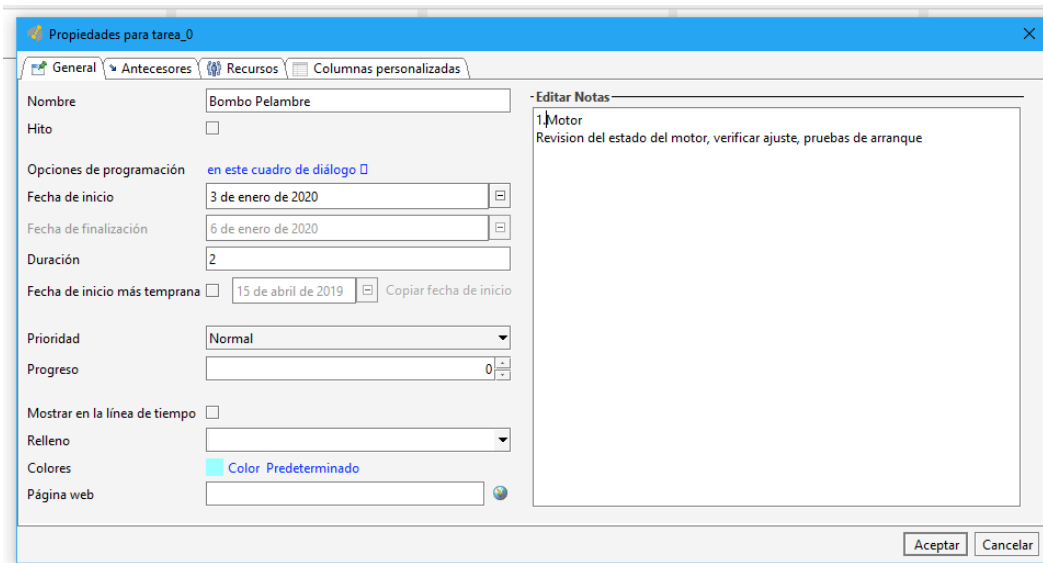 Propiedades para tarea_0
General Antecesores Recursos Columnas personalizadas
Nombre Bombo Pelambre
Hito
Opciones de programación en este cuadro de diálogo
Fecha de inicio 3 de enero de 2020
Fecha de finalización 6 de enero de 2020
Duración 2
Fecha de inicio más temprana 15 de abril de 2019 Copiar fecha de inicio
Prioridad Normal
Progreso 0
Mostrar en la línea de tiempo
Relleno
Colores Color Predeterminado
Página web
Editar Notas
1.Motor
Revision del estado del motor, verificar ajuste, pruebas de arranque
Aceptar Cancelar